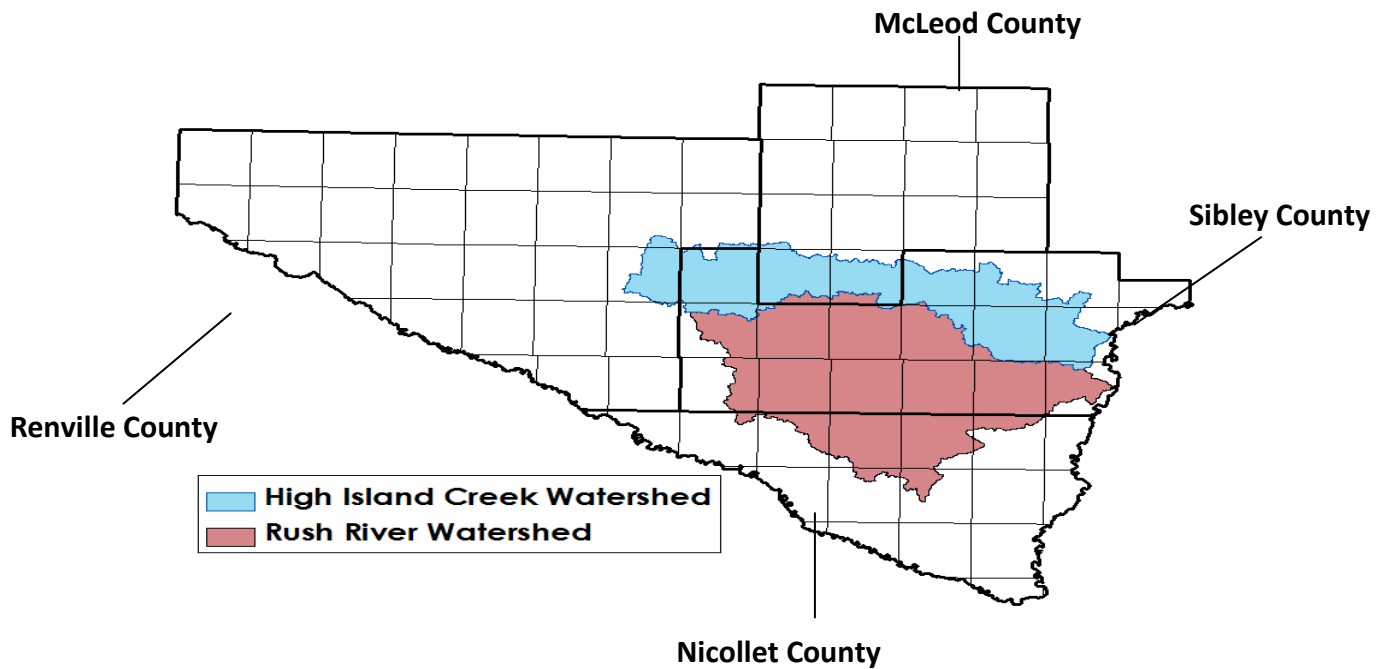 McLeod County
Sibley County
Renville County
High Island Creek Watershed
Rush River Watershed
Nicollet County